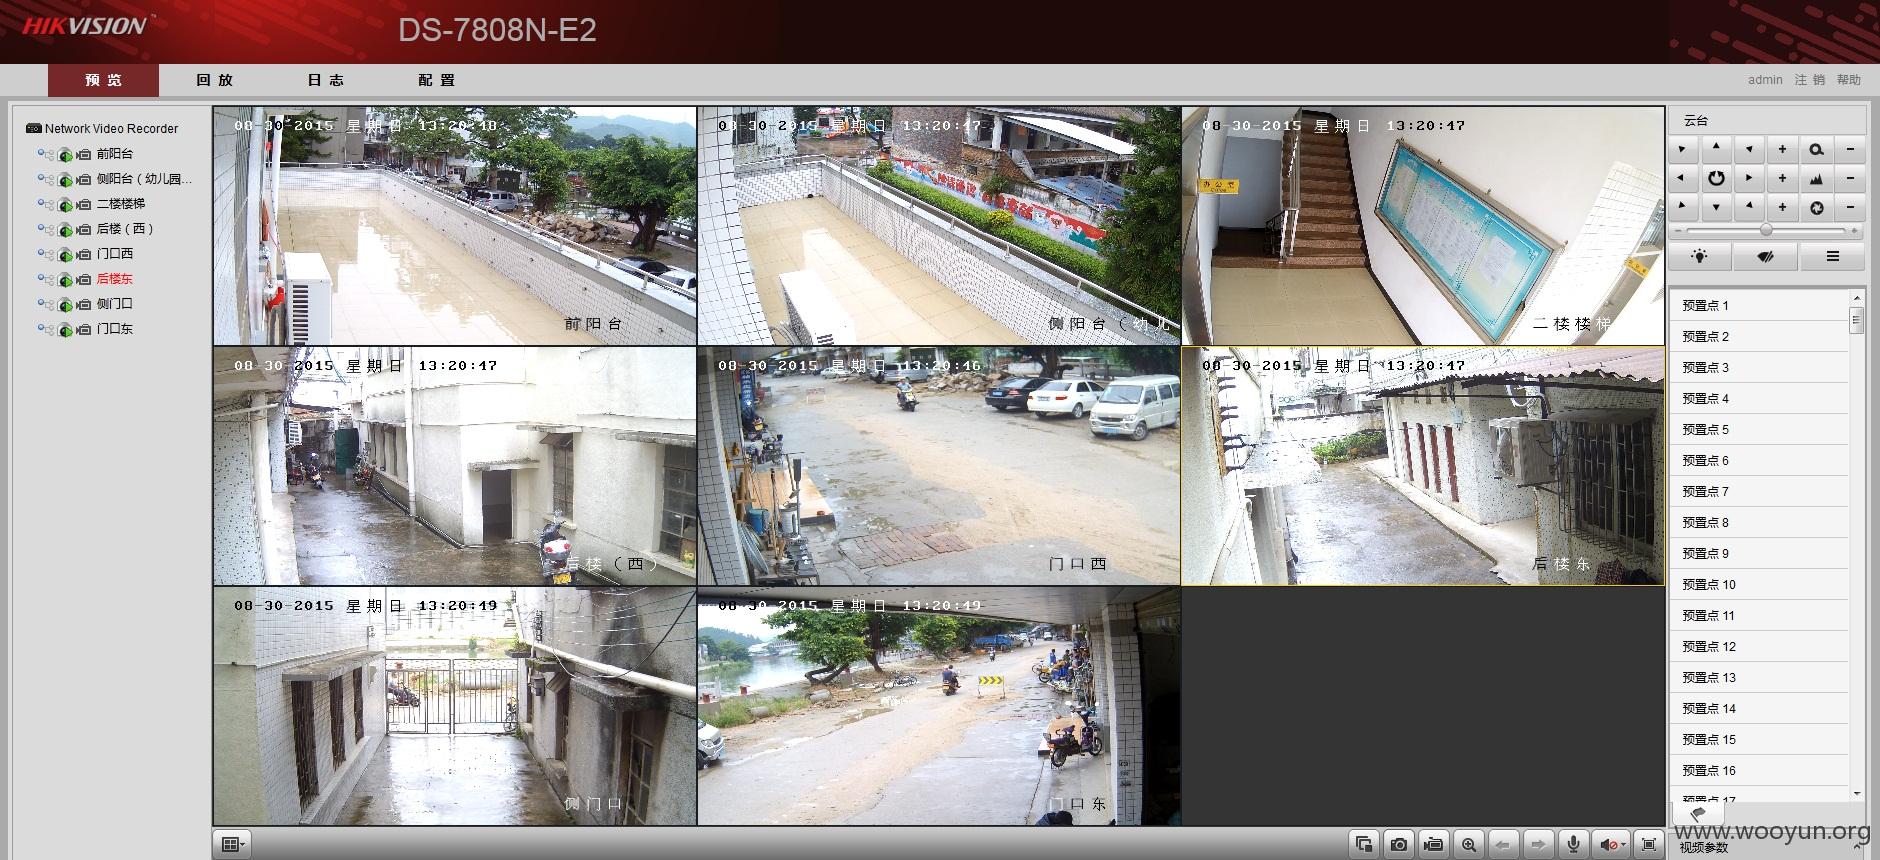 HIKVISION
DS-7808N-E2
预览
回放
日志
配置
admin 注销 帮助
Network Video Recorder
前阳台
侧阳台（幼儿园...
二楼楼梯
后楼（西）
门口西
后楼东
侧门口
门口东
08-30-2015 星期日 13:20:48
前阳台
08-30-2015 星期日 13:20:47
侧阳台（幼儿
08-30-2015 星期日 13:20:47
办公室
二楼楼梯
08-30-2015 星期日 13:20:47
后楼（西）
08-30-2015 星期日 13:20:46
门口西
08-30-2015 星期日 13:20:47
后楼东
08-30-2015 星期日 13:20:49
侧门口
08-30-2015 星期日 13:20:49
门口东
云台
预置点 1
预置点 2
预置点 3
预置点 4
预置点 5
预置点 6
预置点 7
预置点 8
预置点 9
预置点 10
预置点 11
预置点 12
预置点 13
预置点 14
预置点 15
预置点 16
预置点 17
www.wooyun.org
视频参数